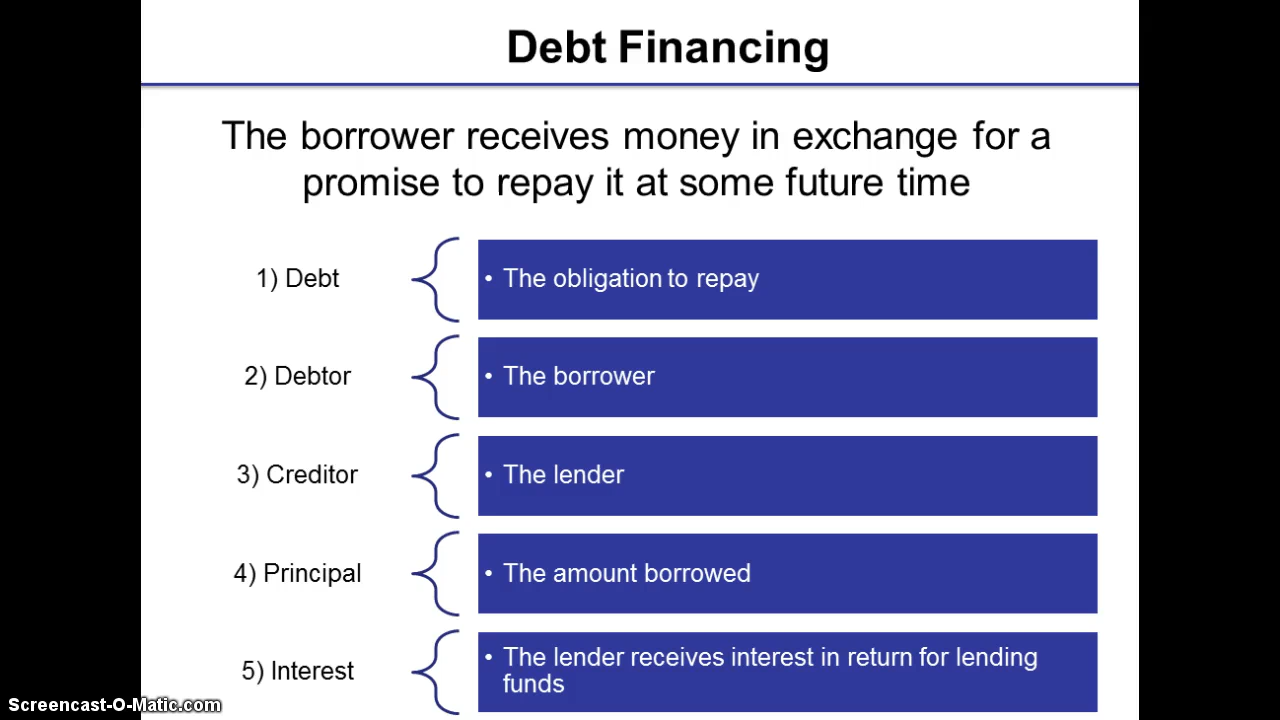 Debt Financing
The borrower receives money in exchange for a
promise to repay it at some future time
1) Debt
• The obligation to repay
2) Debtor
• The borrower
3) Creditor
• The lender
4) Principal
• The amount borrowed
5) Interest
• The lender receives interest in return for lending
funds
Screencast-O-Matic.com